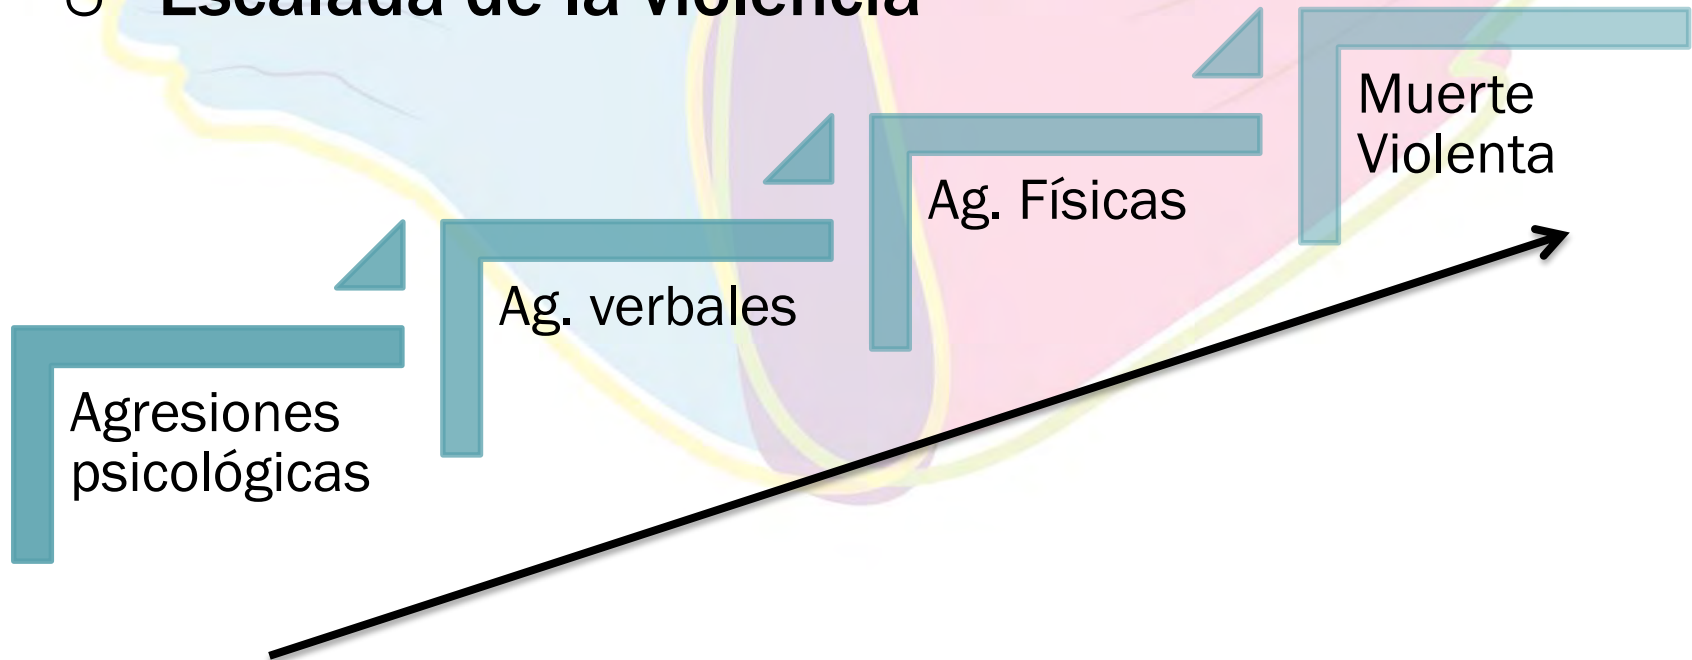 Escalada de la violencia
Muerte
Violenta
Ag. Físicas
Ag. verbales
Agresiones
psicológicas